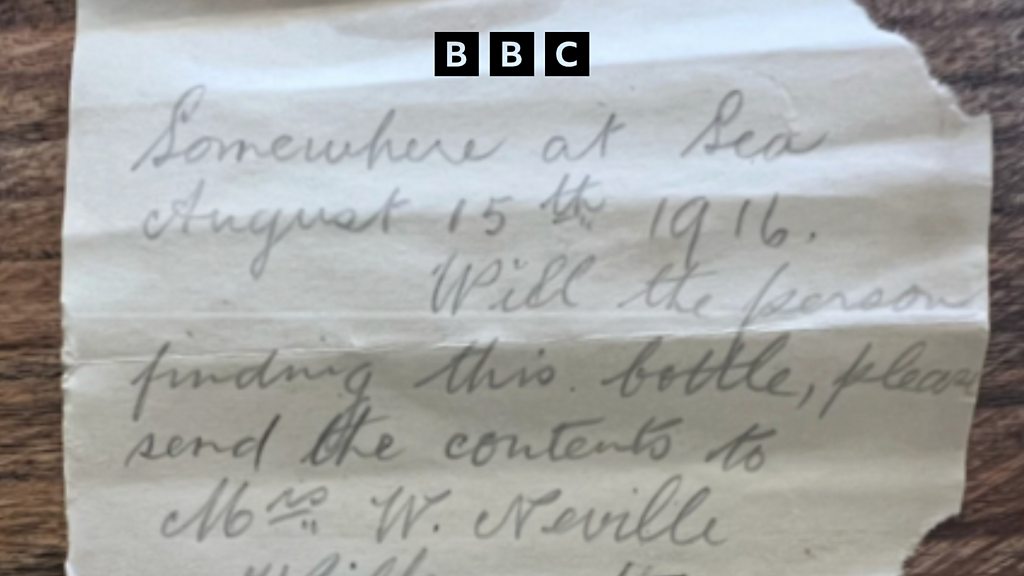 BBC
Somewhere at Sea
August 15th 1916.
Will the person
finding this bottle, please
send the contents to
Mrs W. Neville